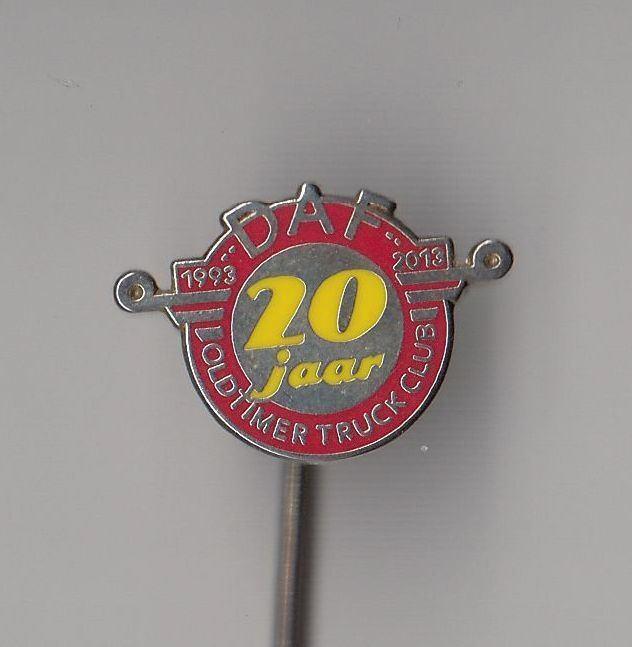 DAF
1993 2013
20
jaar
OLDTIMER TRUCK CLUB